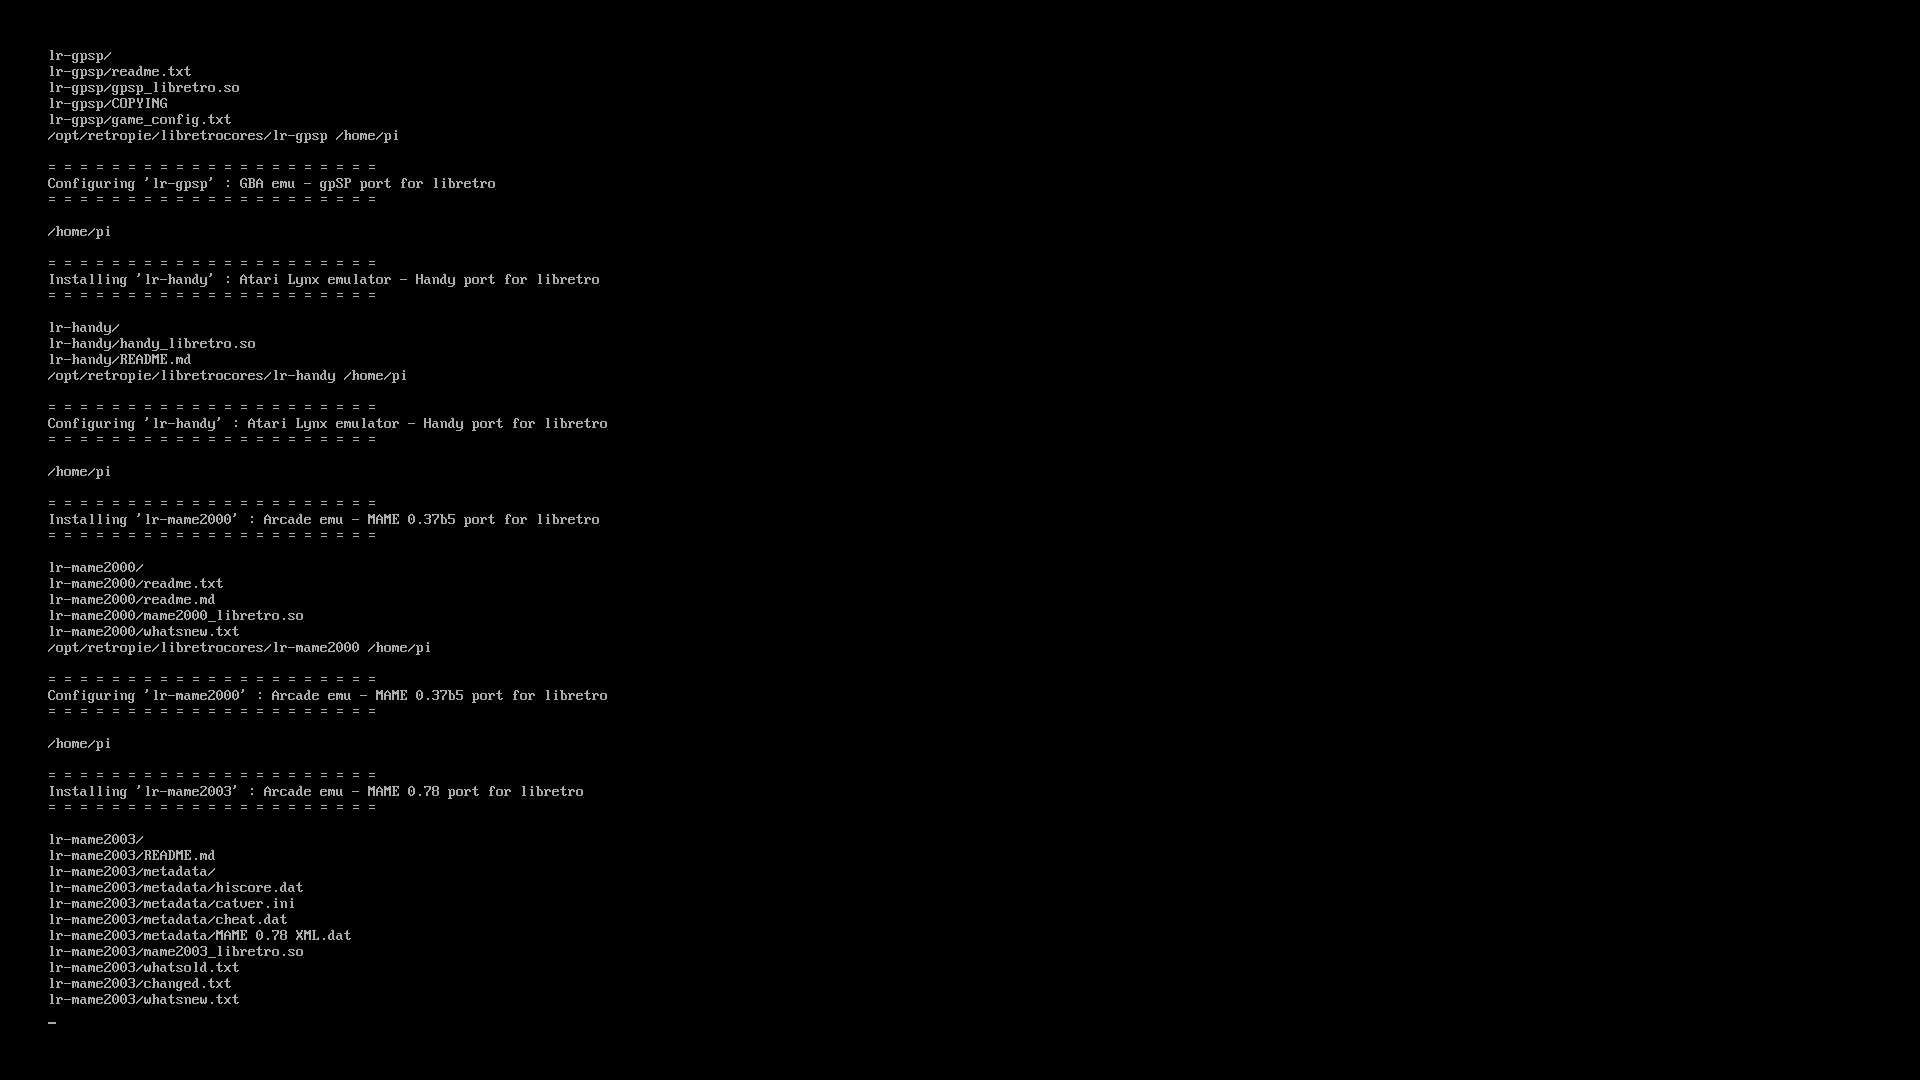 lr-gpsp/
lr-gpsp/readme.txt
lr-gpsp/gpsp_libretro.so
lr-gpsp/COPYING
lr-gpsp/game_config.txt
/opt/retropie/libretrocores/lr-gpsp /home/pi
= = = = = = = = = = = = = = = = = = = = =
Configuring 'lr-gpsp' : GBA emu - gpSP port for libretro
= = = = = = = = = = = = = = = = = = = = =
/home/pi
= = = = = = = = = = = = = = = = = = = = =
Installing 'lr-handy' : Atari Lynx emulator - Handy port for libretro
= = = = = = = = = = = = = = = = = = = = =
lr-handy/
lr-handy/handy_libretro.so
lr-handy/README.md
/opt/retropie/libretrocores/lr-handy /home/pi
= = = = = = = = = = = = = = = = = = = = =
Configuring 'lr-handy' : Atari Lynx emulator - Handy port for libretro
= = = = = = = = = = = = = = = = = = = = =
/home/pi
= = = = = = = = = = = = = = = = = = = = =
Installing 'lr-mame2000' : Arcade emu - MAME 0.37b5 port for libretro
= = = = = = = = = = = = = = = = = = = = =
lr-mame2000/
lr-mame2000/readme.txt
lr-mame2000/readme.md
lr-mame2000/mame2000_libretro.so
lr-mame2000/whatsnew.txt
/opt/retropie/libretrocores/lr-mame2000 /home/pi
= = = = = = = = = = = = = = = = = = = = =
Configuring 'lr-mame2000' : Arcade emu - MAME 0.37b5 port for libretro
= = = = = = = = = = = = = = = = = = = = =
/home/pi
= = = = = = = = = = = = = = = = = = = = =
Installing 'lr-mame2003' : Arcade emu - MAME 0.78 port for libretro
= = = = = = = = = = = = = = = = = = = = =
lr-mame2003/
lr-mame2003/README.md
lr-mame2003/metadata/
lr-mame2003/metadata/hiscore.dat
lr-mame2003/metadata/catver.ini
lr-mame2003/metadata/cheat.dat
lr-mame2003/metadata/MAME 0.78 XML.dat
lr-mame2003/mame2003_libretro.so
lr-mame2003/whatsold.txt
lr-mame2003/changed.txt
lr-mame2003/whatsnew.txt
_